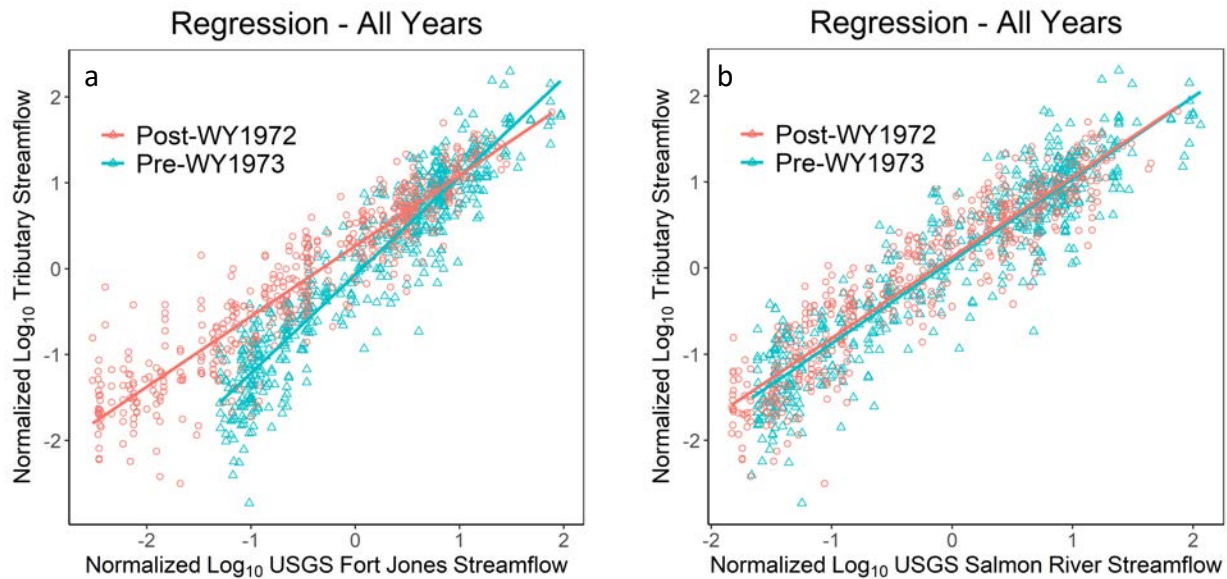 Regression - All Years
a
Post-WY1972
Pre-WY1973
2
1
0
-1
-2
Normalized Log10 Tributary Streamflow
-2 -1 0 1 2
Normalized Log10 USGS Fort Jones Streamflow
Regression - All Years
b
Post-WY1972
Pre-WY1973
2
1
0
-1
-2
Normalized Log10 Tributary Streamflow
-2 -1 0 1 2
Normalized Log10 USGS Salmon River Streamflow